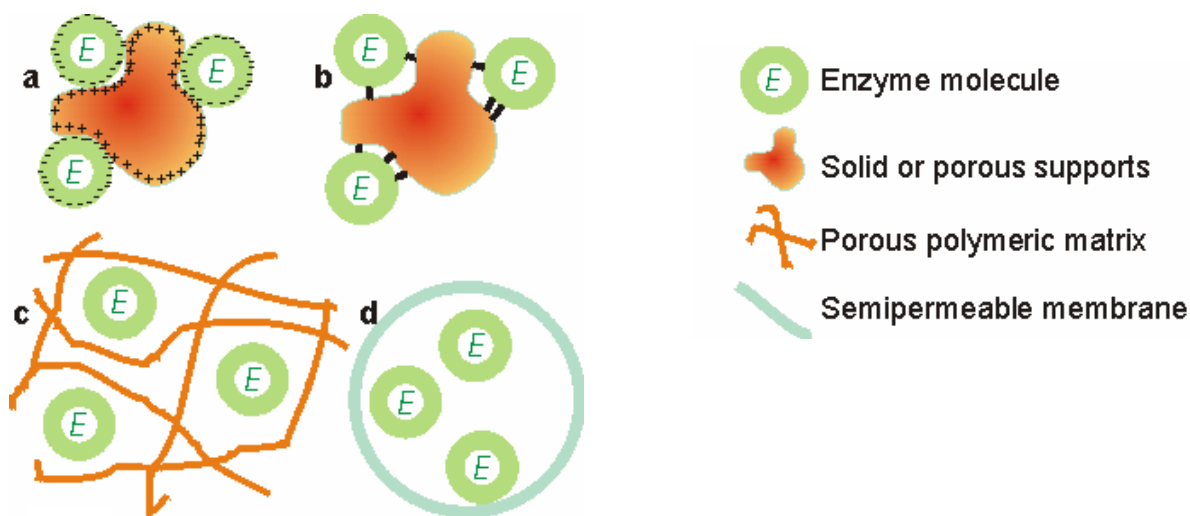 a
E
E
E
b
E
E
E
c
E
E
E
d
E
E
E
E Enzyme molecule
Solid or porous supports
Porous polymeric matrix
Semipermeable membrane